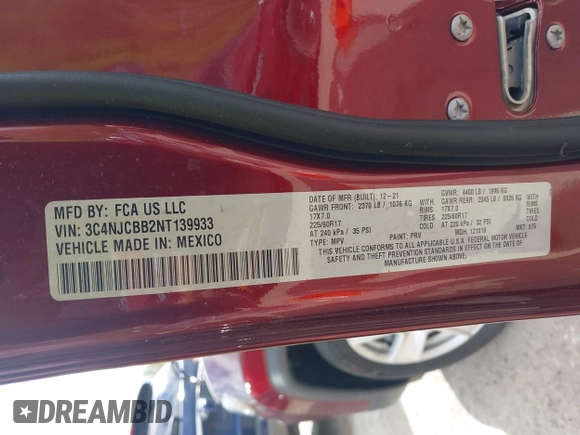 MFD BY: FCA US LLC
VIN: 3C4NJCBB2NT139933
VEHICLE MADE IN: MEXICO
DATE OF MFR (BUILT): 12-21 GVWR: 4400 LB / 1996 KG
GAWR FRONT: 2370 LB / 1076 KG WITH GAWR REAR: 2045 LB / KG WITH
17X7.0 RIMS 17X7.0 RIMS
225/60R17 TIRES 225/60R17 TIRES
AT 240 kPa / 35 PSI COLD AT 220 kPa / 32 PSI COLD
TYPE: MPV PAINT: PRV MDH: MKT:
THIS VEHICLE CONFORMS TO ALL APPLICABLE U.S.A. FEDERAL MOTOR VEHICLE
SAFETY AND THEFT PREVENTION STANDARDS IN EFFECT ON THE DATE OF
MANUFACTURE SHOWN ABOVE.
DREAMBID